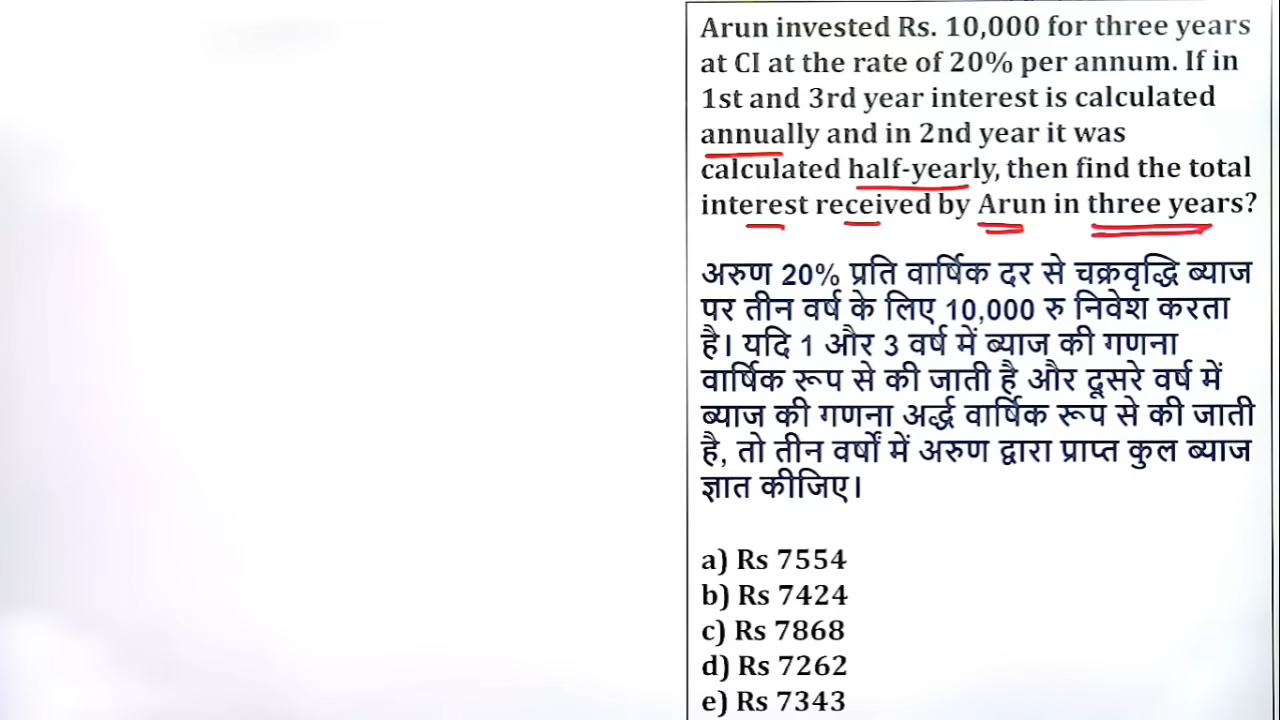 Arun invested Rs. 10,000 for three years
at CI at the rate of 20% per annum. If in
1st and 3rd year interest is calculated
annually and in 2nd year it was
calculated half-yearly, then find the total
interest received by Arun in three years?
अरुण 20% प्रति वार्षिक दर से चक्रवृद्धि ब्याज
पर तीन वर्ष के लिए 10,000 रु निवेश करता
है। यदि 1 और 3 वर्ष में ब्याज की गणना
वार्षिक रूप से की जाती है और दूसरे वर्ष में
ब्याज की गणना अर्द्ध वार्षिक रूप से की जाती
है, तो तीन वर्षों में अरुण द्वारा प्राप्त कुल ब्याज
ज्ञात कीजिए।
a) Rs 7554
b) Rs 7424
c) Rs 7868
d) Rs 7262
e) Rs 7343